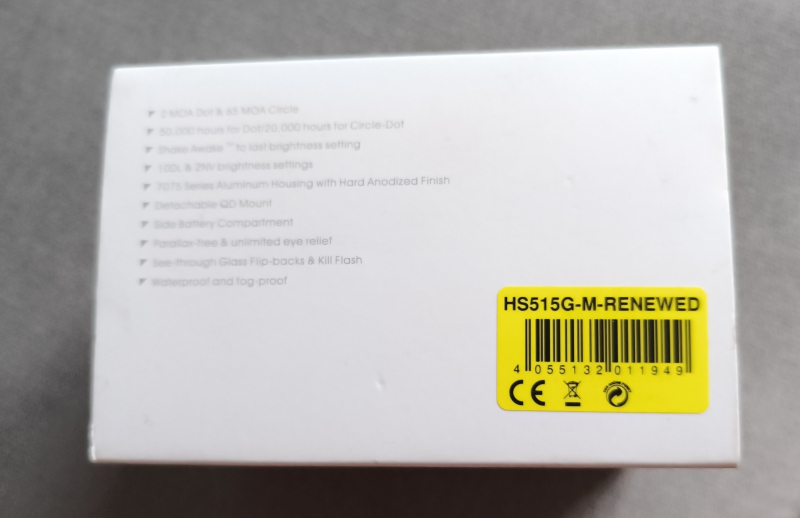 2 MOA Dot & 65 MOA Circle
50,000 hours for Dot/20,000 hours for Circle-Dot
Shake Awake™ to last brightness setting
10DL & 2NV brightness settings
7075 Series Aluminum Housing with Hard Anodized Finish
Detachable QD Mount
Side Battery Compartment
Parallax-free & unlimited eye relief
See-through Glass Flip-backs & Kill Flash
Waterproof and fog-proof
HS515G-M-RENEWED
4 055132 011949
CE